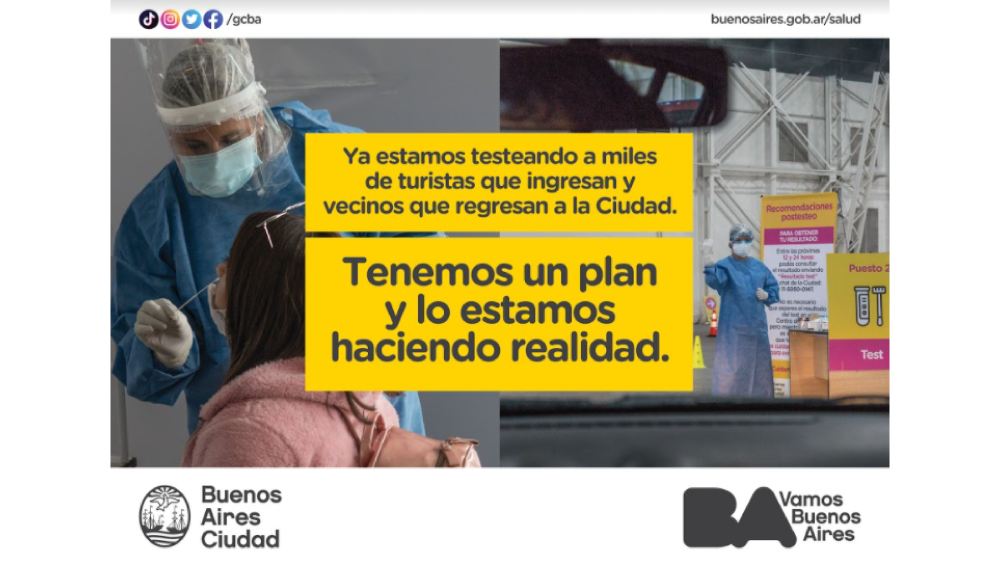 /gcba
buenosaires.gob.ar/salud
Ya estamos testeando a miles
de turistas que ingresan y
vecinos que regresan a la Ciudad.
Tenemos un plan
y lo estamos
haciendo realidad.
Recomendaciones
postesteo
PARA OBTENER
TU RESULTADO:
Entre las próximas
12 y 24 horas
podés consultar
el resultado enviando
"Resultado test"
Puesto 2
Test
Buenos
Aires
Ciudad
BA
Vamos
Buenos
Aires